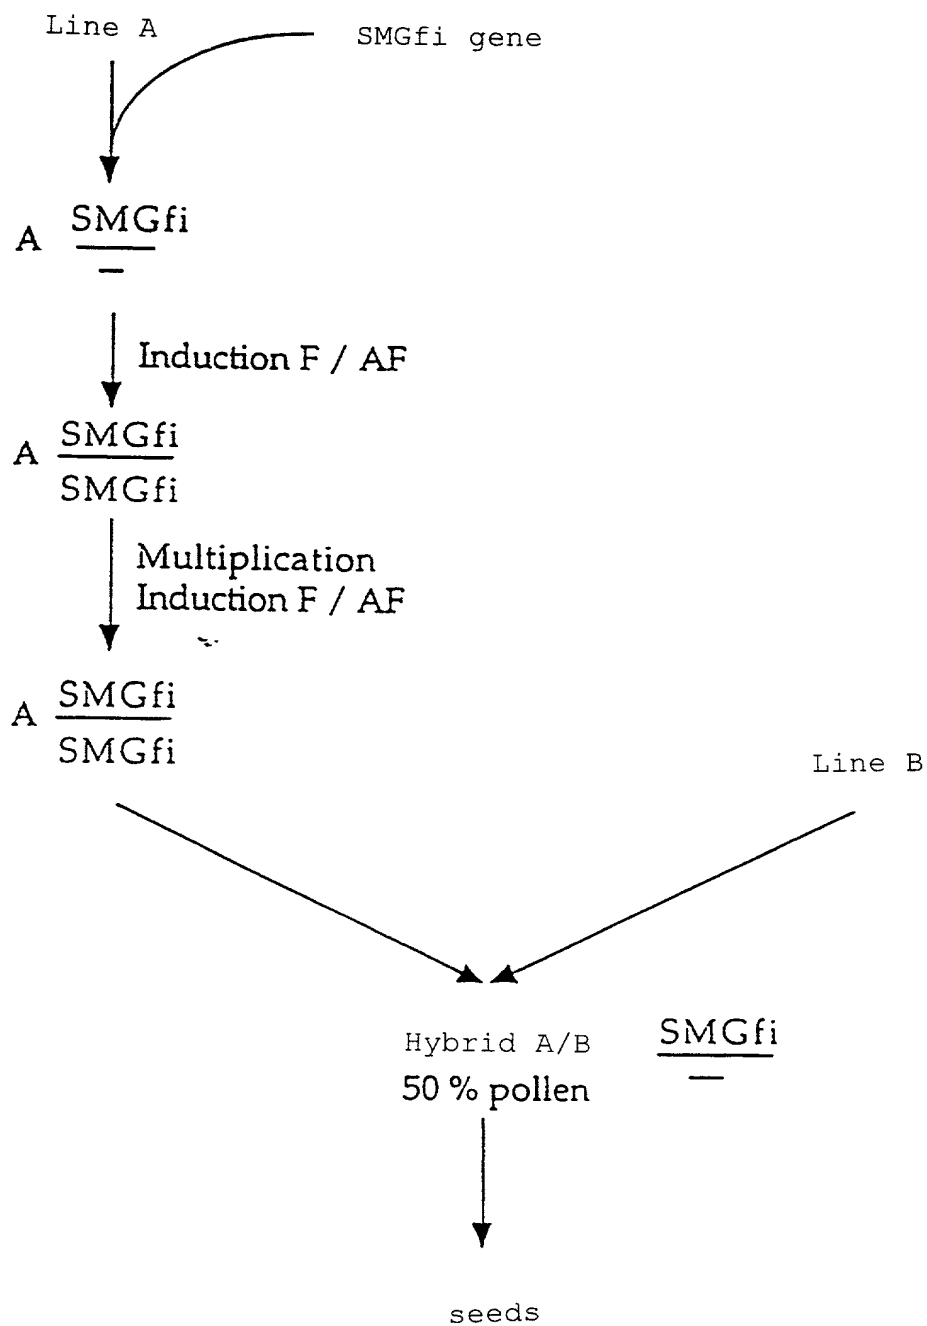 Line A
SMGfi gene
A SMGfi
–
Induction F / AF
A SMGfi
SMGfi
Multiplication
Induction F / AF
A SMGfi
SMGfi
Line B
Hybrid A/B
SMGfi
–
50 % pollen
seeds